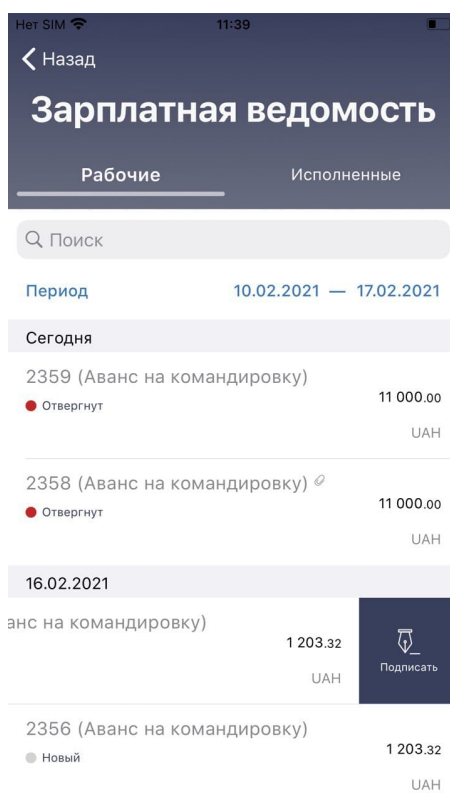 Нет SIM 11:39
Назад
Зарплатная ведомость
Рабочие Исполненные
Поиск
Период 10.02.2021 — 17.02.2021
Сегодня
2359 (Аванс на командировку)
Отвергнут 11 000.00
UAH
2358 (Аванс на командировку)
Отвергнут 11 000.00
UAH
16.02.2021
анс на командировку)
1 203.32
Подписать
UAH
2356 (Аванс на командировку)
Новый 1 203.32
UAH